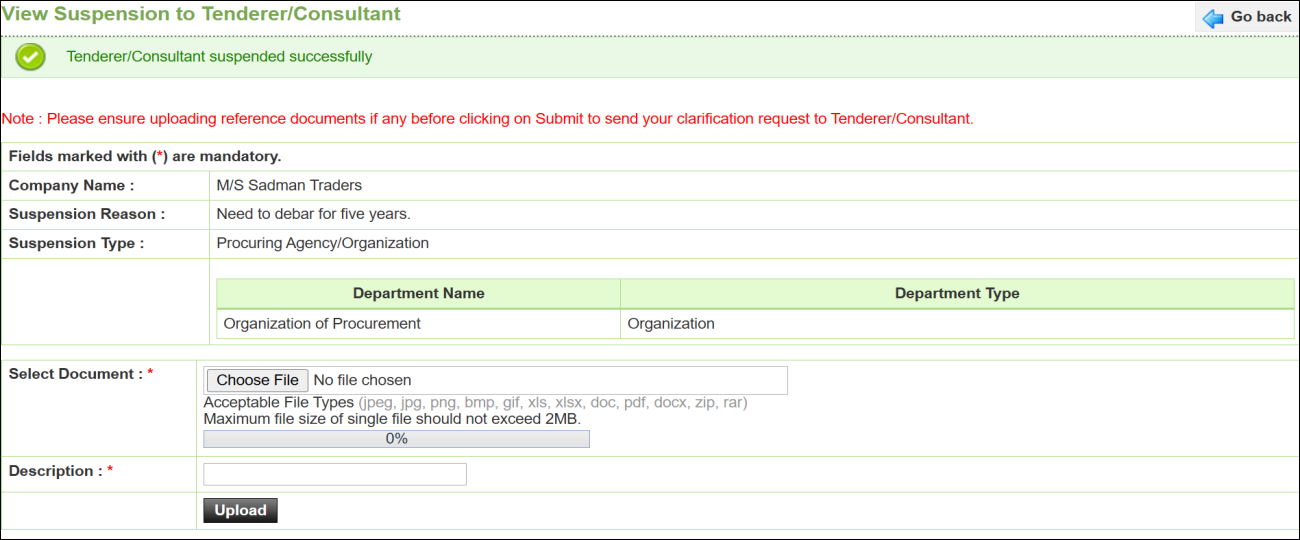 View Suspension to Tenderer/Consultant
Go back
Tenderer/Consultant suspended successfully
Note : Please ensure uploading reference documents if any before clicking on Submit to send your clarification request to Tenderer/Consultant.
Fields marked with (*) are mandatory.
Company Name : M/S Sadman Traders
Suspension Reason : Need to debar for five years.
Suspension Type : Procuring Agency/Organization
Department Name Department Type
Organization of Procurement Organization
Select Document : * Choose File No file chosen
Acceptable File Types (jpeg, jpg, png, bmp, gif, xls, xlsx, doc, pdf, docx, zip, rar)
Maximum file size of single file should not exceed 2MB.
0%
Description : *
Upload